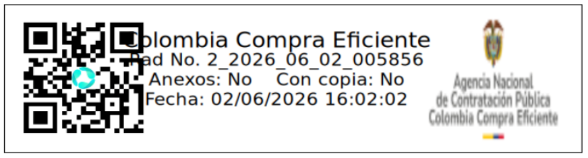 Colombia Compra Eficiente
Rad No. 2_2026_06_02_005856
Anexos: No    Con copia: No
Fecha: 02/06/2026 16:02:02
Agencia Nacional
de Contratación Pública
Colombia Compra Eficiente